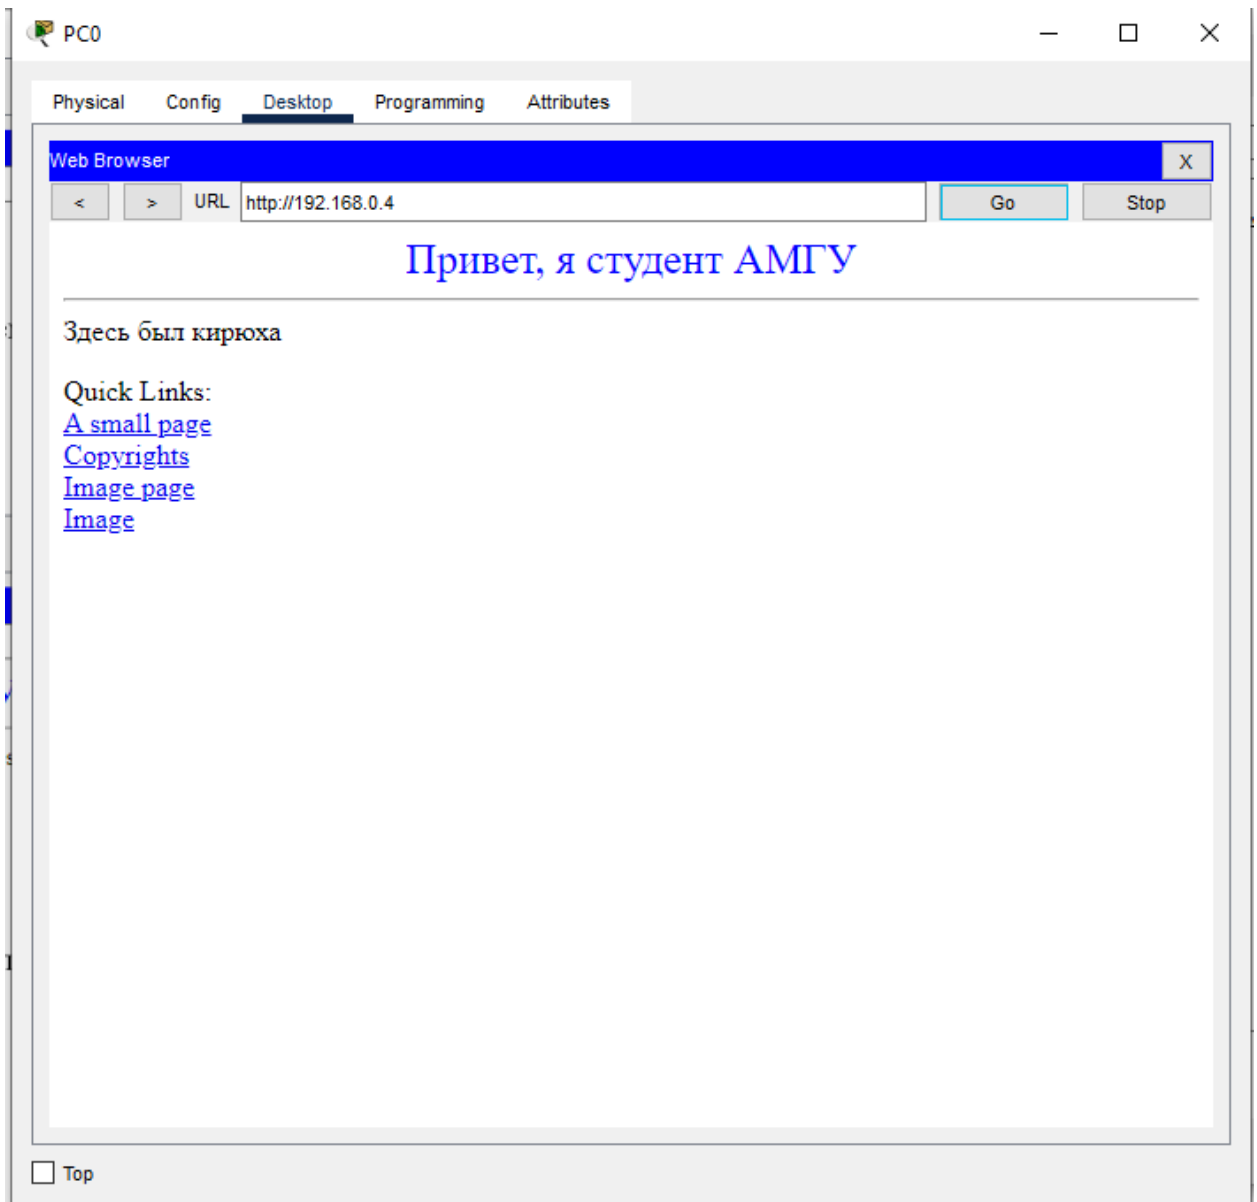 PC0
Physical Config Desktop Programming Attributes
Web Browser X
< > URL http://192.168.0.4 Go Stop
Привет, я студент АМГУ
Здесь был кирюха
Quick Links:
A small page
Copyrights
Image page
Image
Top